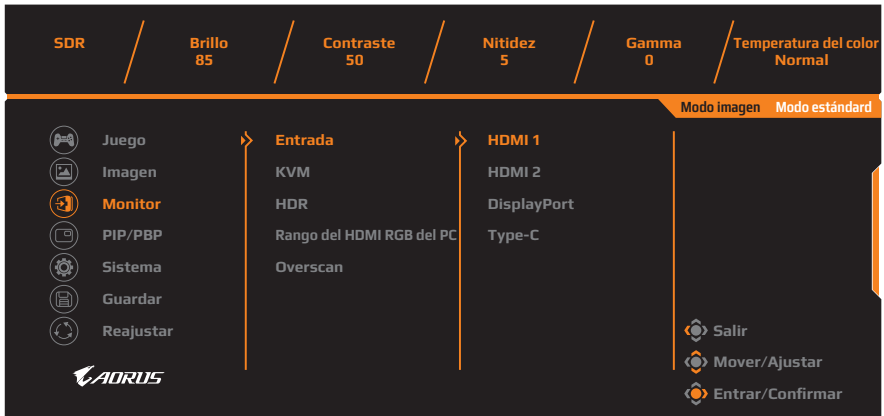 SDR
Brillo
85
Contraste
50
Nitidez
5
Gamma
0
Temperatura del color
Normal
Modo imagen Modo estándard
Juego
Imagen
Monitor
PIP/PBP
Sistema
Guardar
Reajustar
Entrada
KVM
HDR
Rango del HDMI RGB del PC
Overscan
HDMI 1
HDMI 2
DisplayPort
Type-C
Salir
Mover/Ajustar
Entrar/Confirmar
AORUS